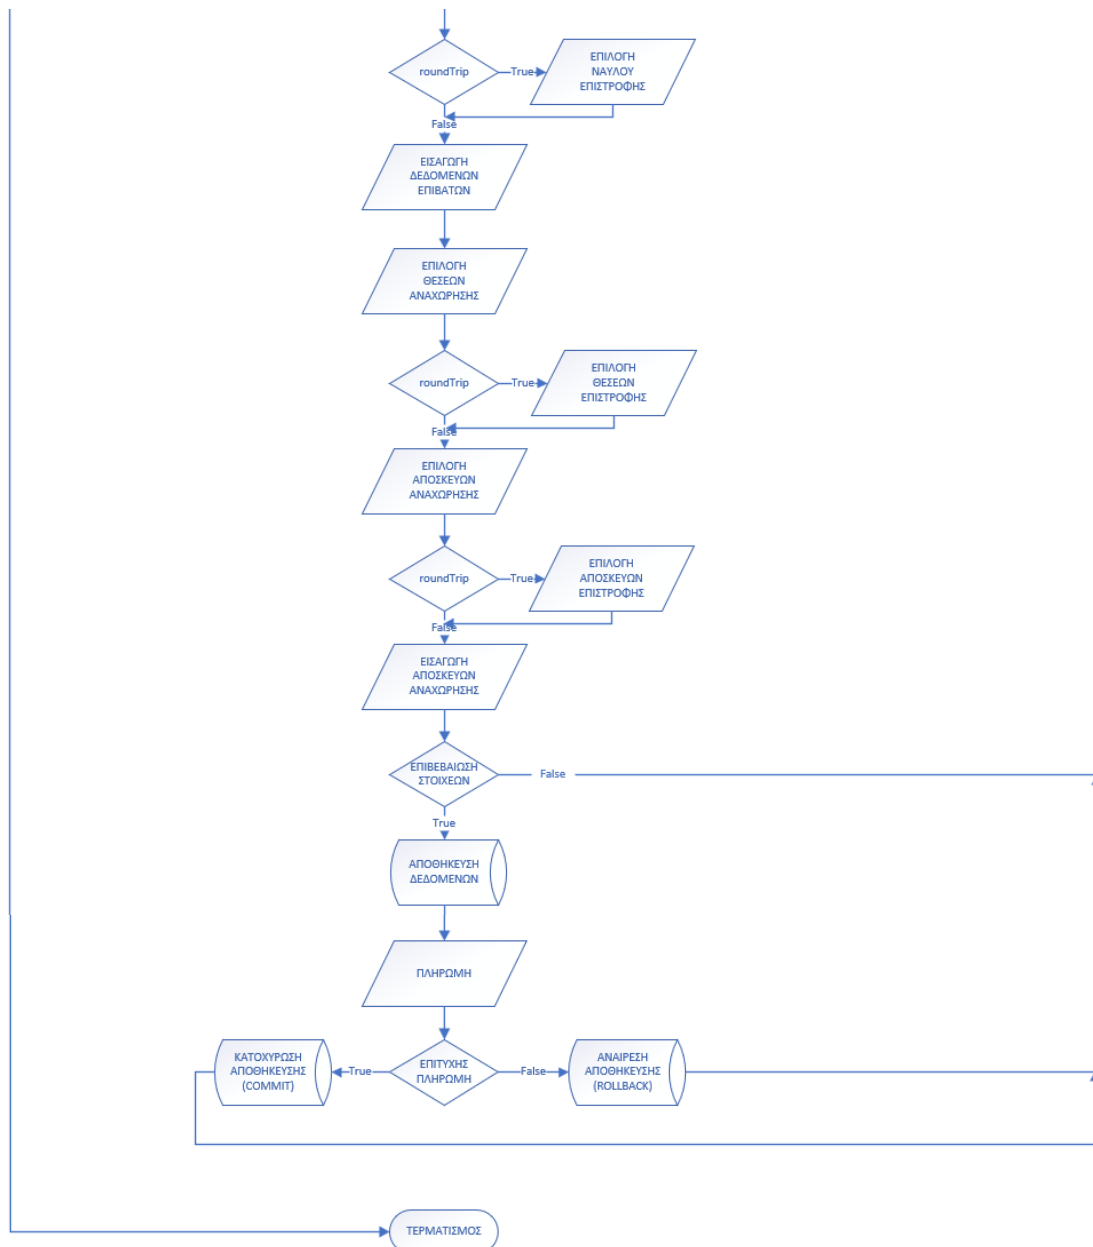 roundTrip
True
ΕΠΙΛΟΓΗ
ΝΑΥΛΟΥ
ΕΠΙΣΤΡΟΦΗΣ
False
ΕΙΣΑΓΩΓΗ
ΔΕΔΟΜΕΝΩΝ
ΕΠΙΒΑΤΩΝ
ΕΠΙΛΟΓΗ
ΘΕΣΕΩΝ
ΑΝΑΧΩΡΗΣΗΣ
roundTrip
True
ΕΠΙΛΟΓΗ
ΘΕΣΕΩΝ
ΕΠΙΣΤΡΟΦΗΣ
False
ΕΠΙΛΟΓΗ
ΑΠΟΣΚΕΥΩΝ
ΑΝΑΧΩΡΗΣΗΣ
roundTrip
True
ΕΠΙΛΟΓΗ
ΑΠΟΣΚΕΥΩΝ
ΕΠΙΣΤΡΟΦΗΣ
False
ΕΙΣΑΓΩΓΗ
ΑΠΟΣΚΕΥΩΝ
ΑΝΑΧΩΡΗΣΗΣ
ΕΠΙΒΕΒΑΙΩΣΗ
ΣΤΟΙΧΕΩΝ
False
True
ΑΠΟΘΗΚΕΥΣΗ
ΔΕΔΟΜΕΝΩΝ
ΠΛΗΡΩΜΗ
ΚΑΤΟΧΥΡΩΣΗ
ΑΠΟΘΗΚΕΥΣΗΣ
(COMMIT)
True
ΕΠΙΤΥΧΗΣ
ΠΛΗΡΩΜΗ
False
ΑΝΑΙΡΕΣΗ
ΑΠΟΘΗΚΕΥΣΗΣ
(ROLLBACK)
ΤΕΡΜΑΤΙΣΜΟΣ